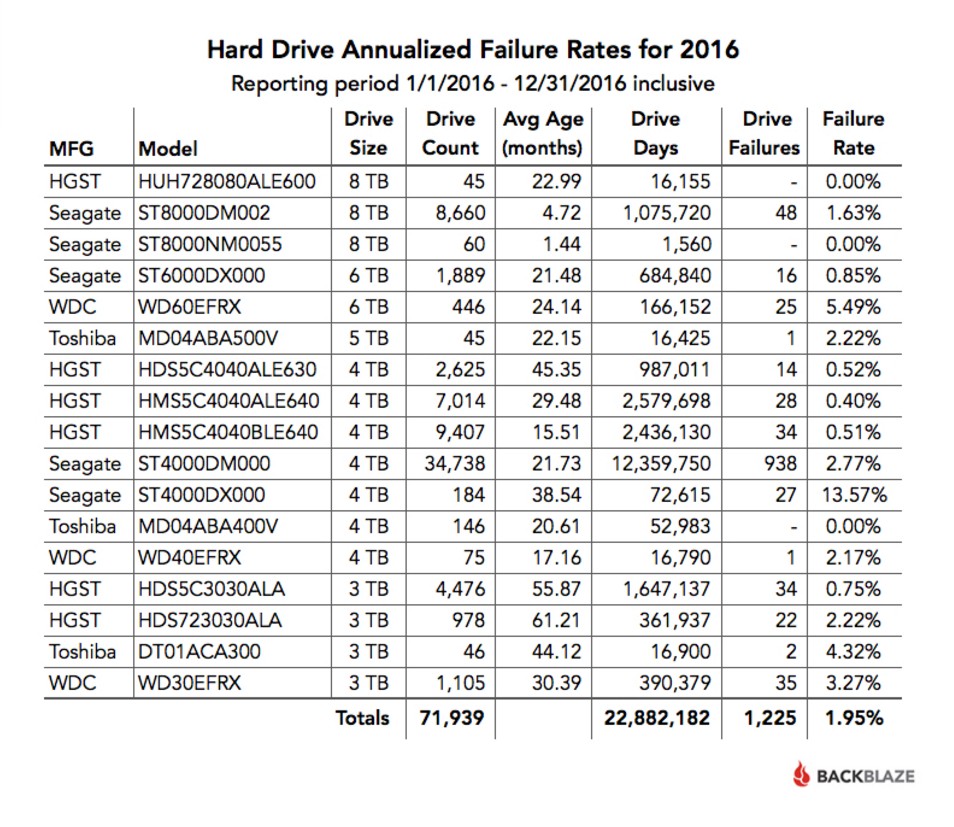 Hard Drive Annualized Failure Rates for 2016
Reporting period 1/1/2016 - 12/31/2016 inclusive
MFG Model Drive Size Drive Count Avg Age (months) Drive Days Drive Failures Failure Rate
HGST HUH728080ALE600 8 TB 45 22.99 16,155 - 0.00%
Seagate ST8000DM002 8 TB 8,660 4.72 1,075,720 48 1.63%
Seagate ST8000NM0055 8 TB 60 1.44 1,560 - 0.00%
Seagate ST6000DX000 6 TB 1,889 21.48 684,840 16 0.85%
WDC WD60EFRX 6 TB 446 24.14 166,152 25 5.49%
Toshiba MD04ABA500V 5 TB 45 22.15 16,425 1 2.22%
HGST HDS5C4040ALE630 4 TB 2,625 45.35 987,011 14 0.52%
HGST HMS5C4040ALE640 4 TB 7,014 29.48 2,579,698 28 0.40%
HGST HMS5C4040BLE640 4 TB 9,407 15.51 2,436,130 34 0.51%
Seagate ST4000DM000 4 TB 34,738 21.73 12,359,750 938 2.77%
Seagate ST4000DX000 4 TB 184 38.54 72,615 27 13.57%
Toshiba MD04ABA400V 4 TB 146 20.61 52,983 - 0.00%
WDC WD40EFRX 4 TB 75 17.16 16,790 1 2.17%
HGST HDS5C3030ALA 3 TB 4,476 55.87 1,647,137 34 0.75%
HGST HDS723030ALA 3 TB 978 61.21 361,937 22 2.22%
Toshiba DT01ACA300 3 TB 46 44.12 16,900 2 4.32%
WDC WD30EFRX 3 TB 1,105 30.39 390,379 35 3.27%
Totals 71,939 22,882,182 1,225 1.95%
BACKBLAZE